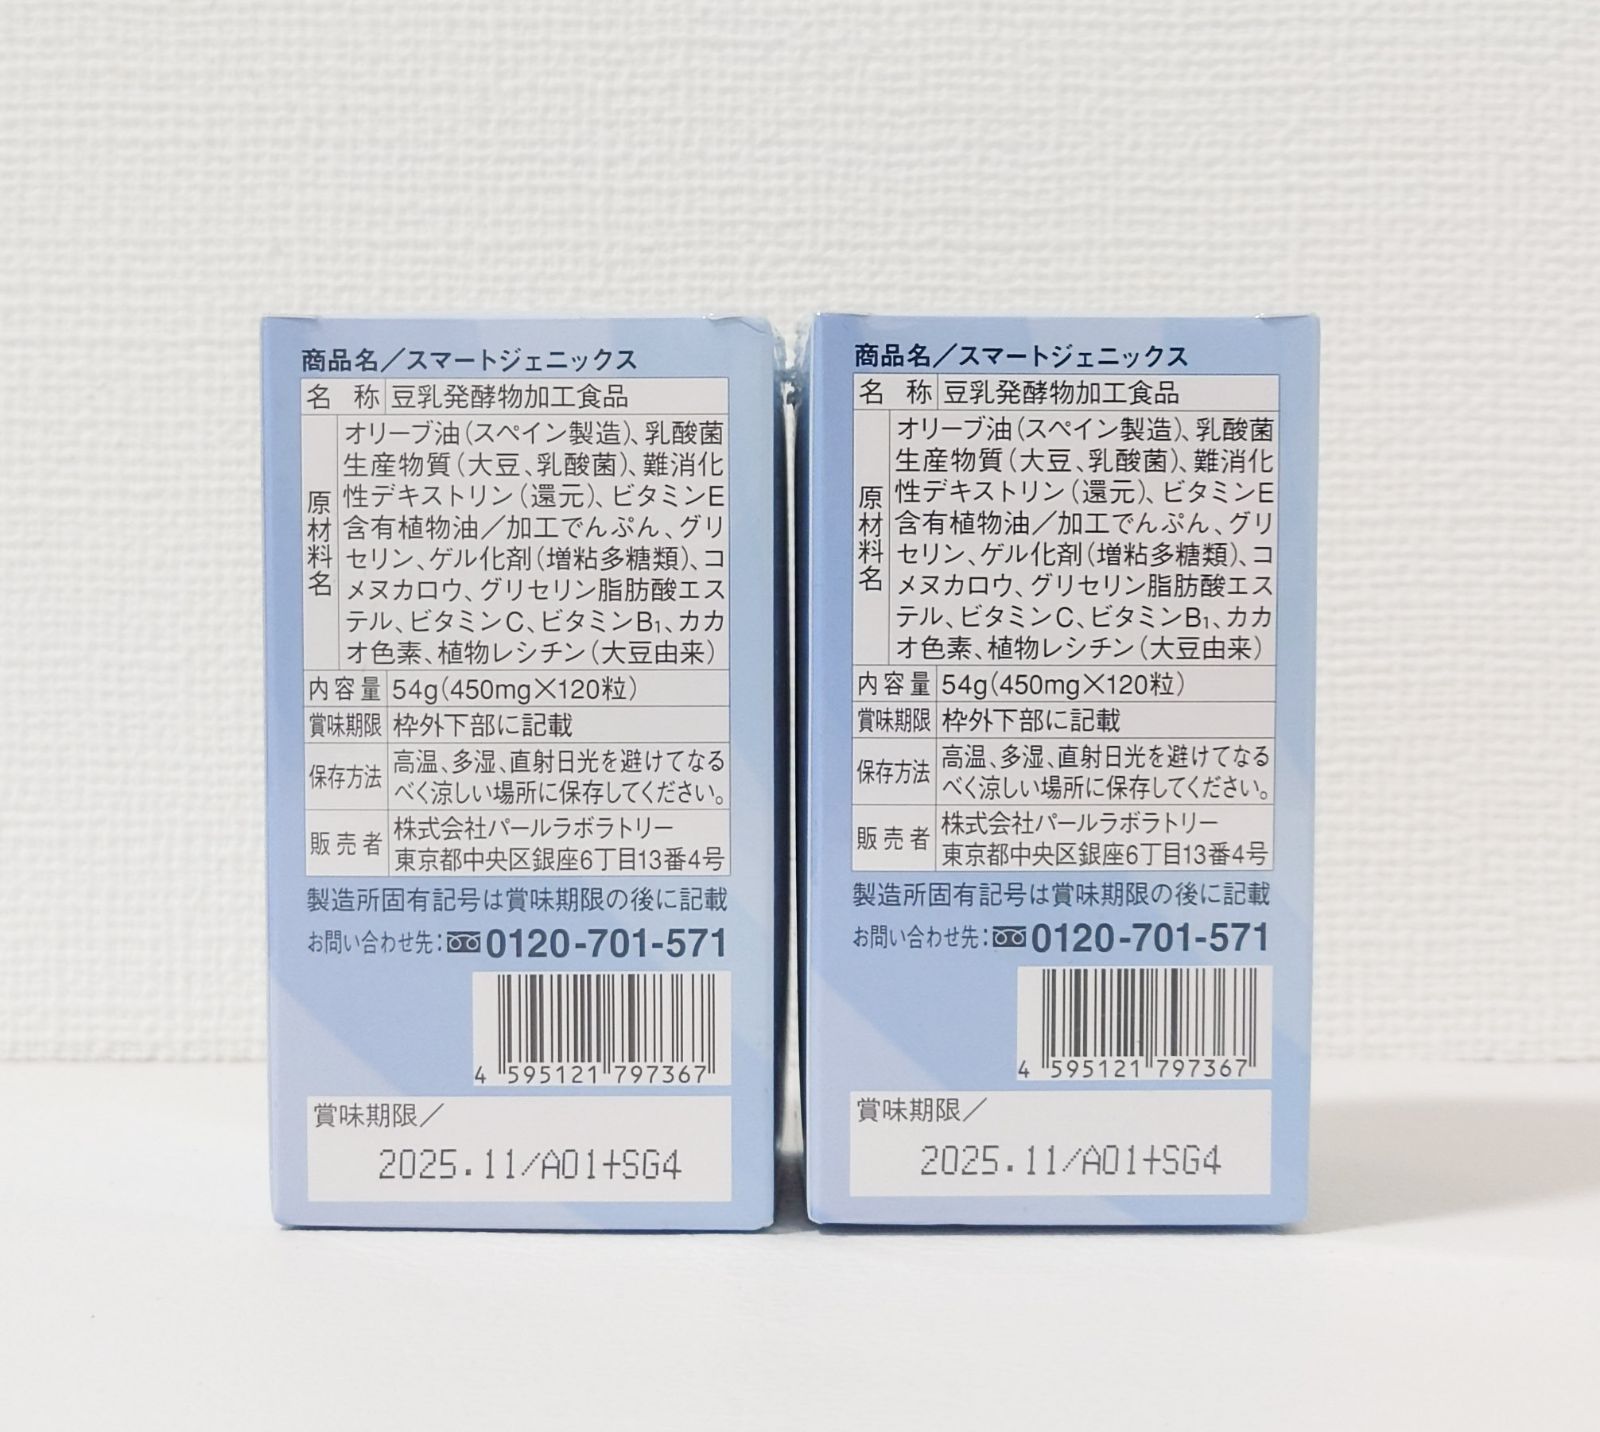 商品名／スマートジェニックス
名 称 豆乳発酵物加工食品
原材料名
オリーブ油（スペイン製造）、乳酸菌
生産物質（大豆、乳酸菌）、難消化
性デキストリン（還元）、ビタミンE
含有植物油／加工でんぷん、グリ
セリン、ゲル化剤（増粘多糖類）、コ
メヌカロウ、グリセリン脂肪酸エス
テル、ビタミンC、ビタミンB₁、カカ
オ色素、植物レシチン（大豆由来）
内容量 54g（450mg×120粒）
賞味期限 枠外下部に記載
保存方法
高温、多湿、直射日光を避けてなる
べく涼しい場所に保存してください。
販売者
株式会社パールラボラトリー
東京都中央区銀座6丁目13番4号
製造所固有記号は賞味期限の後に記載
お問い合わせ先：0120-701-571
4 595121 797367
賞味期限／
2025.11/A01+SG4
商品名／スマートジェニックス
名 称 豆乳発酵物加工食品
原材料名
オリーブ油（スペイン製造）、乳酸菌
生産物質（大豆、乳酸菌）、難消化
性デキストリン（還元）、ビタミンE
含有植物油／加工でんぷん、グリ
セリン、ゲル化剤（増粘多糖類）、コ
メヌカロウ、グリセリン脂肪酸エス
テル、ビタミンC、ビタミンB₁、カカ
オ色素、植物レシチン（大豆由来）
内容量 54g（450mg×120粒）
賞味期限 枠外下部に記載
保存方法
高温、多湿、直射日光を避けてなる
べく涼しい場所に保存してください。
販売者
株式会社パールラボラトリー
東京都中央区銀座6丁目13番4号
製造所固有記号は賞味期限の後に記載
お問い合わせ先：0120-701-571
4 595121 797367
賞味期限／
2025.11/A01+SG4